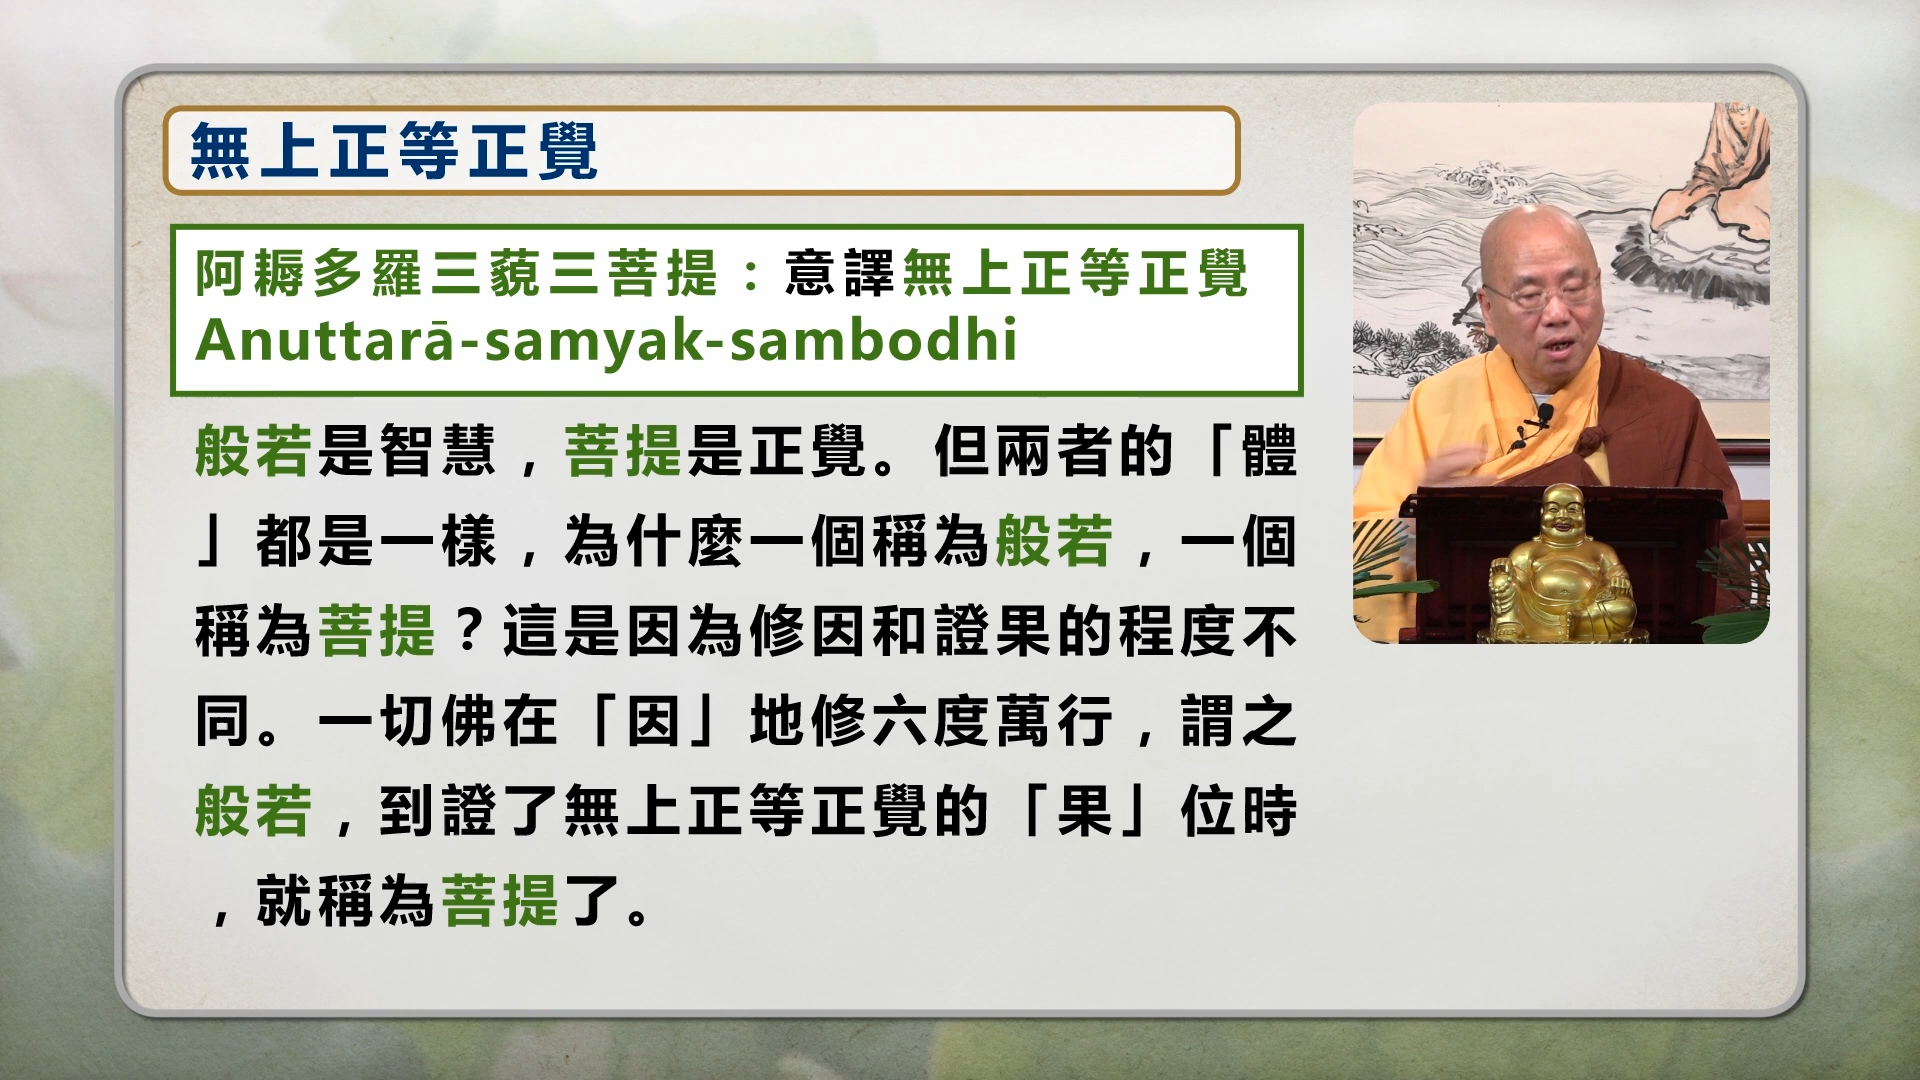 無上正等正覺
阿耨多羅三藐三菩提：意譯無上正等正覺
Anuttarā-samyak-sambodhi
般若是智慧，菩提是正覺。但兩者的「體
」都是一樣，為什麼一個稱為般若，一個
稱為菩提？這是因為修因和證果的程度不
同。一切佛在「因」地修六度萬行，謂之
般若，到證了無上正等正覺的「果」位時
，就稱為菩提了。